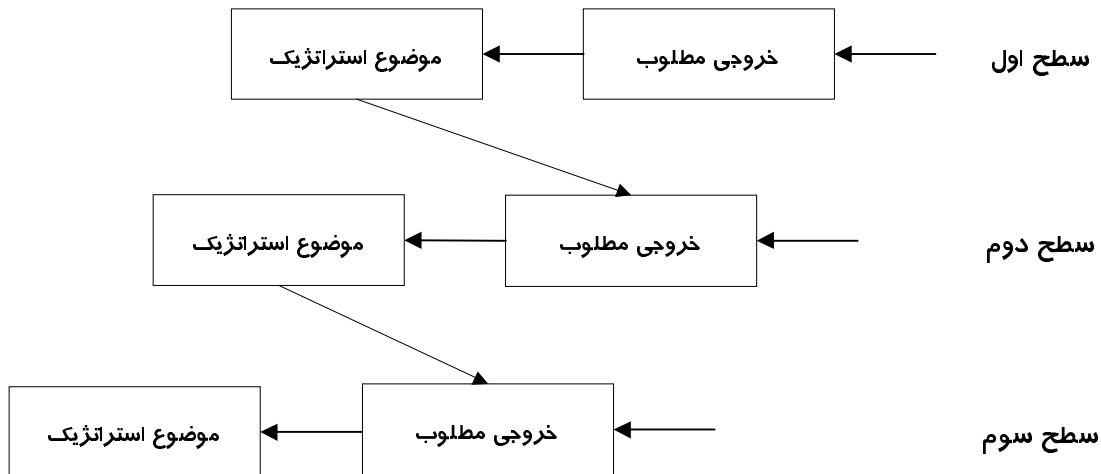 سطح اول
خروجی مطلوب
موضوع استراتژیک
سطح دوم
خروجی مطلوب
موضوع استراتژیک
سطح سوم
خروجی مطلوب
موضوع استراتژیک